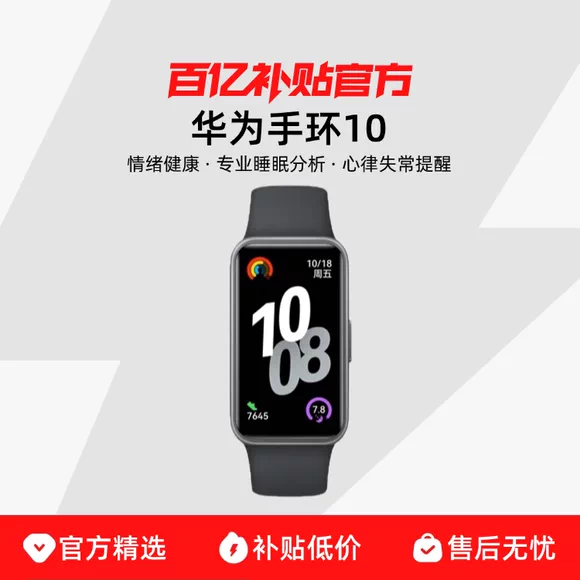 百亿补贴官方
华为手环10
情绪健康 · 专业睡眠分析 · 心律失常提醒
10/18
周五
10
08
7645
7.8
官方精选
补贴低价
售后无忧